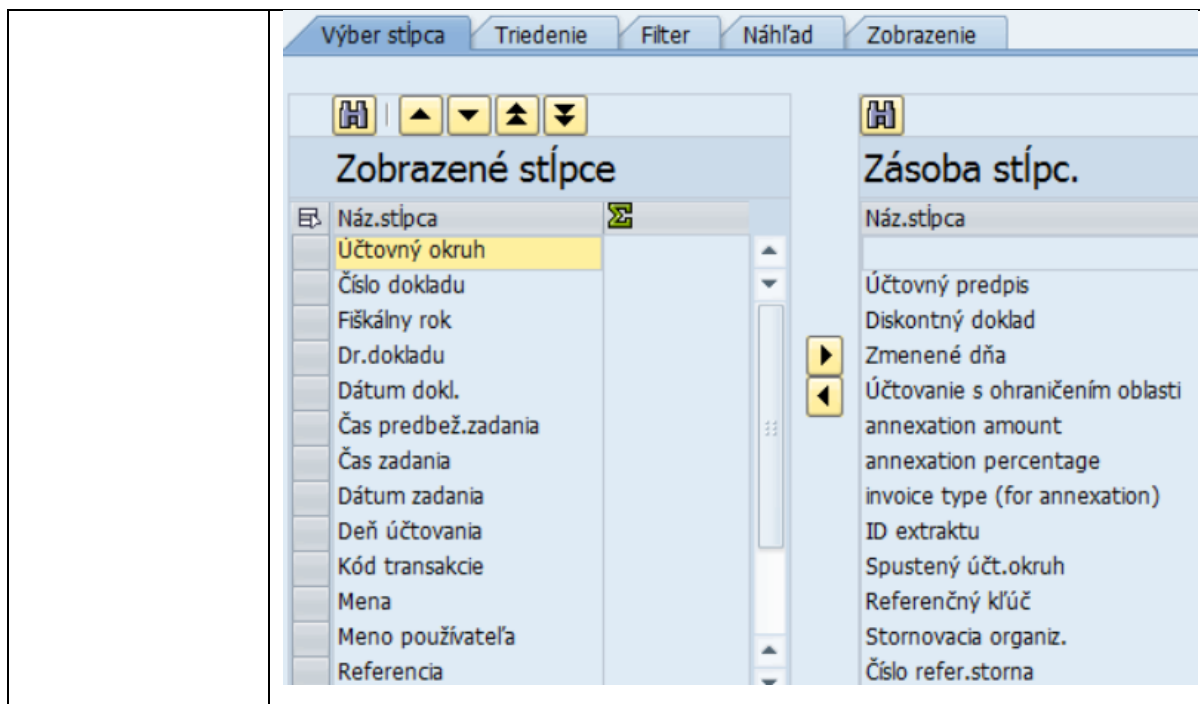 Výber stĺpca Triedenie Filter Náhľad Zobrazenie
Zobrazené stĺpce
Náz.stĺpca
Účtovný okruh
Číslo dokladu
Fiškálny rok
Dr.dokladu
Dátum dokl.
Čas predbež.zadania
Čas zadania
Dátum zadania
Deň účtovania
Kód transakcie
Mena
Meno používateľa
Referencia
Zásoba stĺpc.
Náz.stĺpca
Účtovný predpis
Diskontný doklad
Zmenené dňa
Účtovanie s ohraničením oblasti
annexation amount
annexation percentage
invoice type (for annexation)
ID extraktu
Spustený účt.okruh
Referenčný kľúč
Stornovacia organiz.
Číslo refer.storna